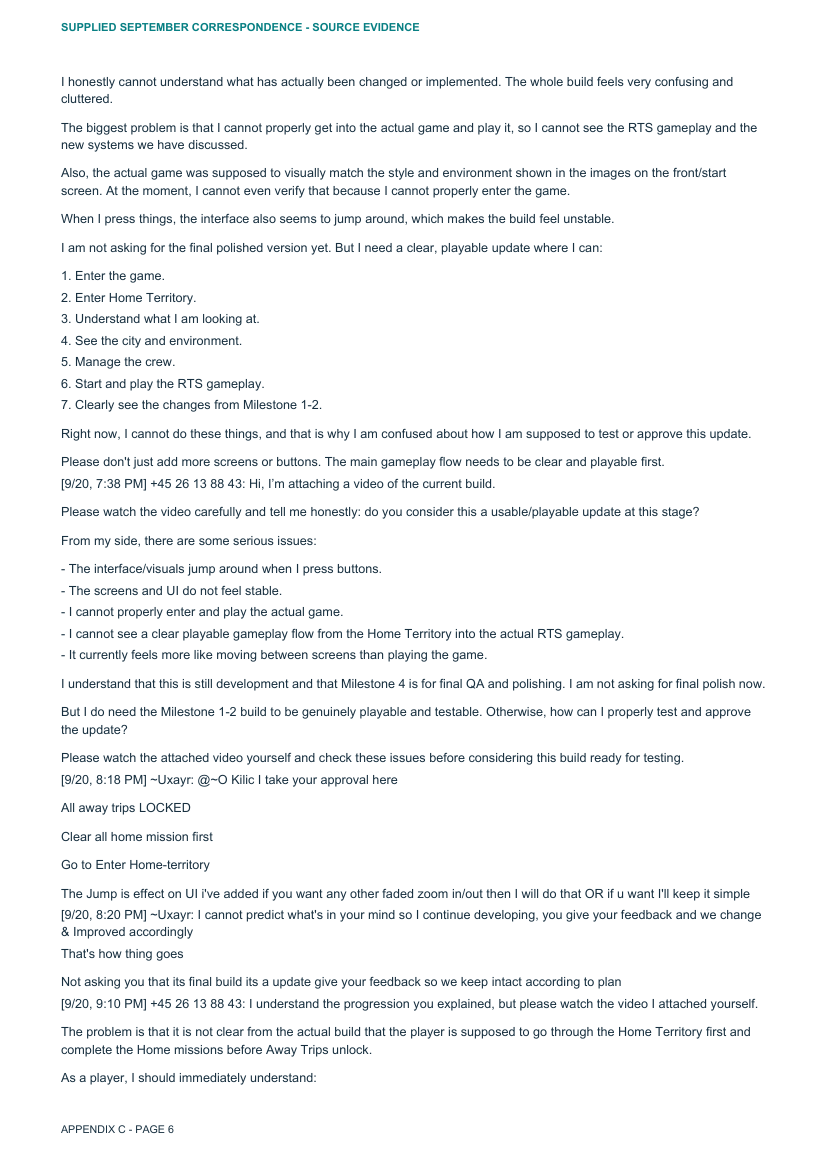 SUPPLIED SEPTEMBER CORRESPONDENCE - SOURCE EVIDENCE
I honestly cannot understand what has actually been changed or implemented. The whole build feels very confusing and
cluttered.
The biggest problem is that I cannot properly get into the actual game and play it, so I cannot see the RTS gameplay and the
new systems we have discussed.
Also, the actual game was supposed to visually match the style and environment shown in the images on the front/start
screen. At the moment, I cannot even verify that because I cannot properly enter the game.
When I press things, the interface also seems to jump around, which makes the build feel unstable.
I am not asking for the final polished version yet. But I need a clear, playable update where I can:
1. Enter the game.
2. Enter Home Territory.
3. Understand what I am looking at.
4. See the city and environment.
5. Manage the crew.
6. Start and play the RTS gameplay.
7. Clearly see the changes from Milestone 1-2.
Right now, I cannot do these things, and that is why I am confused about how I am supposed to test or approve this update.
Please don't just add more screens or buttons. The main gameplay flow needs to be clear and playable first.
[9/20, 7:38 PM] +45 26 13 88 43: Hi, I’m attaching a video of the current build.
Please watch the video carefully and tell me honestly: do you consider this a usable/playable update at this stage?
From my side, there are some serious issues:
- The interface/visuals jump around when I press buttons.
- The screens and UI do not feel stable.
- I cannot properly enter and play the actual game.
- I cannot see a clear playable gameplay flow from the Home Territory into the actual RTS gameplay.
- It currently feels more like moving between screens than playing the game.
I understand that this is still development and that Milestone 4 is for final QA and polishing. I am not asking for final polish now.
But I do need the Milestone 1-2 build to be genuinely playable and testable. Otherwise, how can I properly test and approve
the update?
Please watch the attached video yourself and check these issues before considering this build ready for testing.
[9/20, 8:18 PM] ~Uxayr: @~O Kilic I take your approval here
All away trips LOCKED
Clear all home mission first
Go to Enter Home-territory
The Jump is effect on UI i've added if you want any other faded zoom in/out then I will do that OR if u want I'll keep it simple
[9/20, 8:20 PM] ~Uxayr: I cannot predict what's in your mind so I continue developing, you give your feedback and we change
& Improved accordingly
That's how thing goes
Not asking you that its final build its a update give your feedback so we keep intact according to plan
[9/20, 9:10 PM] +45 26 13 88 43: I understand the progression you explained, but please watch the video I attached yourself.
The problem is that it is not clear from the actual build that the player is supposed to go through the Home Territory first and
complete the Home missions before Away Trips unlock.
As a player, I should immediately understand:
APPENDIX C - PAGE 6